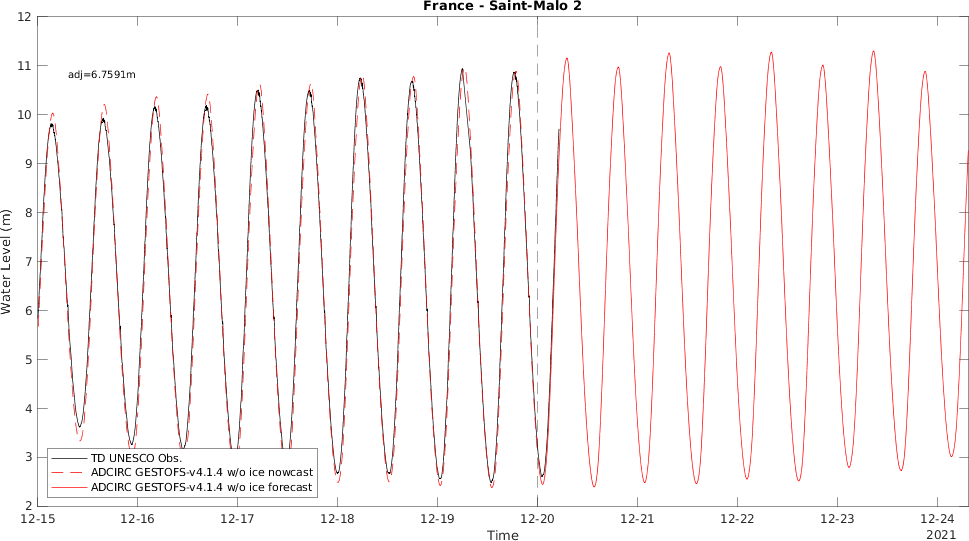 France - Saint-Malo 2
12
11
10
9
8
7
6
5
4
3
2
Water Level (m)
adj=6.7591m
TD UNESCO Obs.
ADCIRC GESTOFS-v4.1.4 w/o ice nowcast
ADCIRC GESTOFS-v4.1.4 w/o ice forecast
12-15 12-16 12-17 12-18 12-19 12-20 12-21 12-22 12-23 12-24
Time
2021